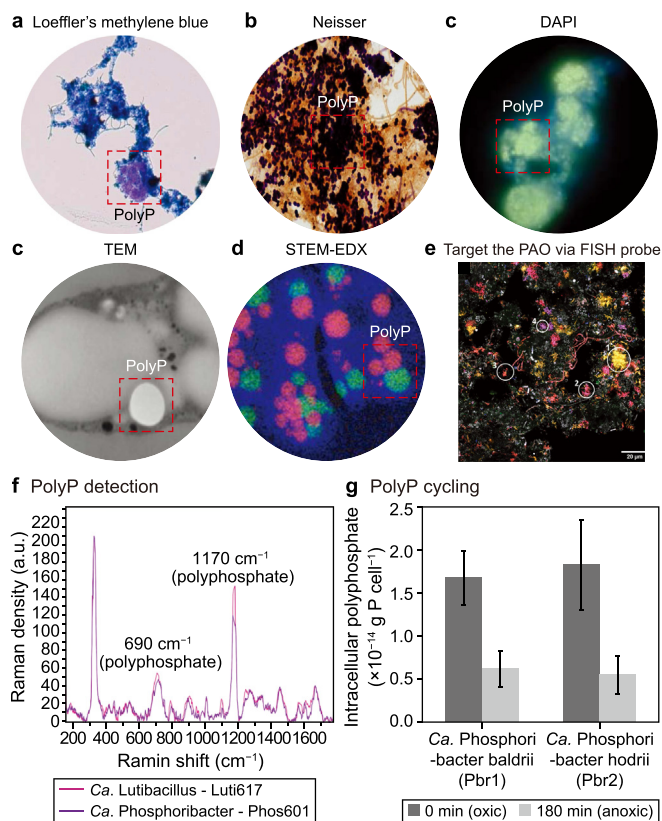 a Loeffler's methylene blue
PolyP
b Neisser
PolyP
c DAPI
PolyP
c TEM
PolyP
d STEM-EDX
PolyP
e Target the PAO via FISH probe
4
1
2
20 μm
f PolyP detection
Raman density (a.u.)
220
200
180
160
140
120
100
80
60
40
20
0
1170 cm⁻¹
(polyphosphate)
690 cm⁻¹
(polyphosphate)
200 400 600 800 1000 1200 1400 1600
Ramin shift (cm⁻¹)
Ca. Lutibacillus - Luti617
Ca. Phosphoribacter - Phos601
g PolyP cycling
Intracellular polyphosphate
(×10⁻¹⁴ g P cell⁻¹)
2.5
2.0
1.5
1.0
0.5
0.0
Ca. Phosphori
-bacter baldrii
(Pbr1)
Ca. Phosphori
-bacter hodrii
(Pbr2)
0 min (oxic) 180 min (anoxic)